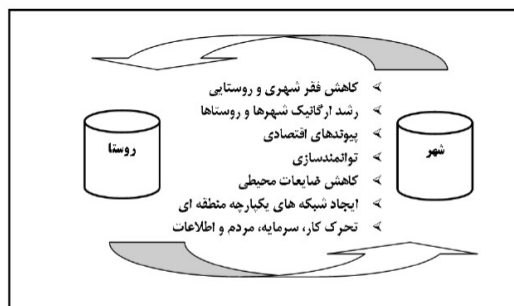 کاهش فقر شهری و روستایی
رشد ارگانیک شهرها و روستاها
پیوندهای اقتصادی
توانمندسازی
کاهش ضایعات محیطی
ایجاد شبکه های یکپارچه منطقه ای
تحرک کار، سرمایه، مردم و اطلاعات
شهر
روستا